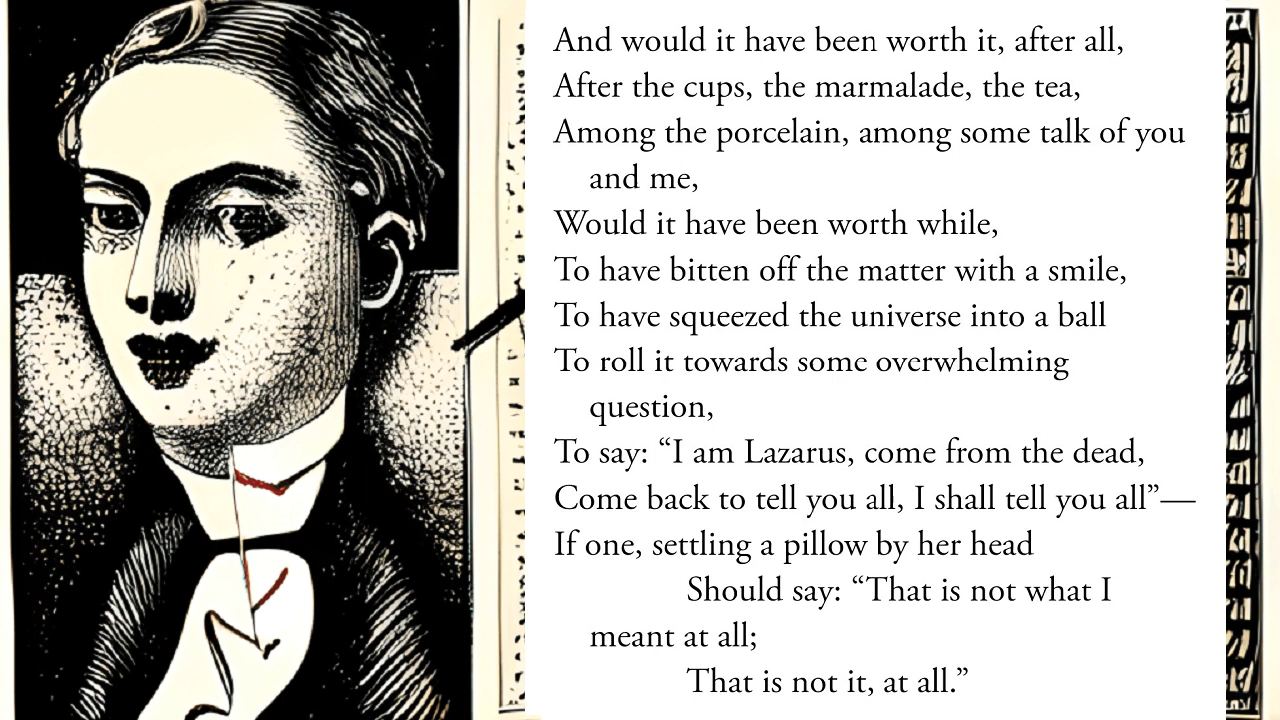 And would it have been worth it, after all,
After the cups, the marmalade, the tea,
Among the porcelain, among some talk of you
and me,
Would it have been worth while,
To have bitten off the matter with a smile,
To have squeezed the universe into a ball
To roll it towards some overwhelming
question,
To say: “I am Lazarus, come from the dead,
Come back to tell you all, I shall tell you all”—
If one, settling a pillow by her head
Should say: “That is not what I
meant at all;
That is not it, at all.”